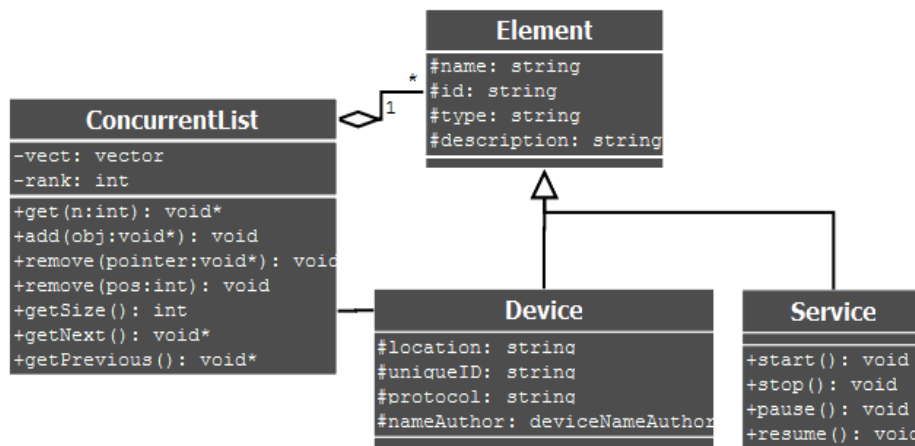 Element
#name: string
#id: string
#type: string
#description: string
*
1
ConcurrentList
-vect: vector
-rank: int
+get(n:int): void*
+add(obj:void*): void
+remove(pointer:void*): void
+remove(pos:int): void
+getSize(): int
+getNext(): void*
+getPrevious(): void*
Device
#location: string
#uniqueID: string
#protocol: string
#nameAuthor: deviceNameAuthor
Service
+start(): void
+stop(): void
+pause(): void
+resume(): void